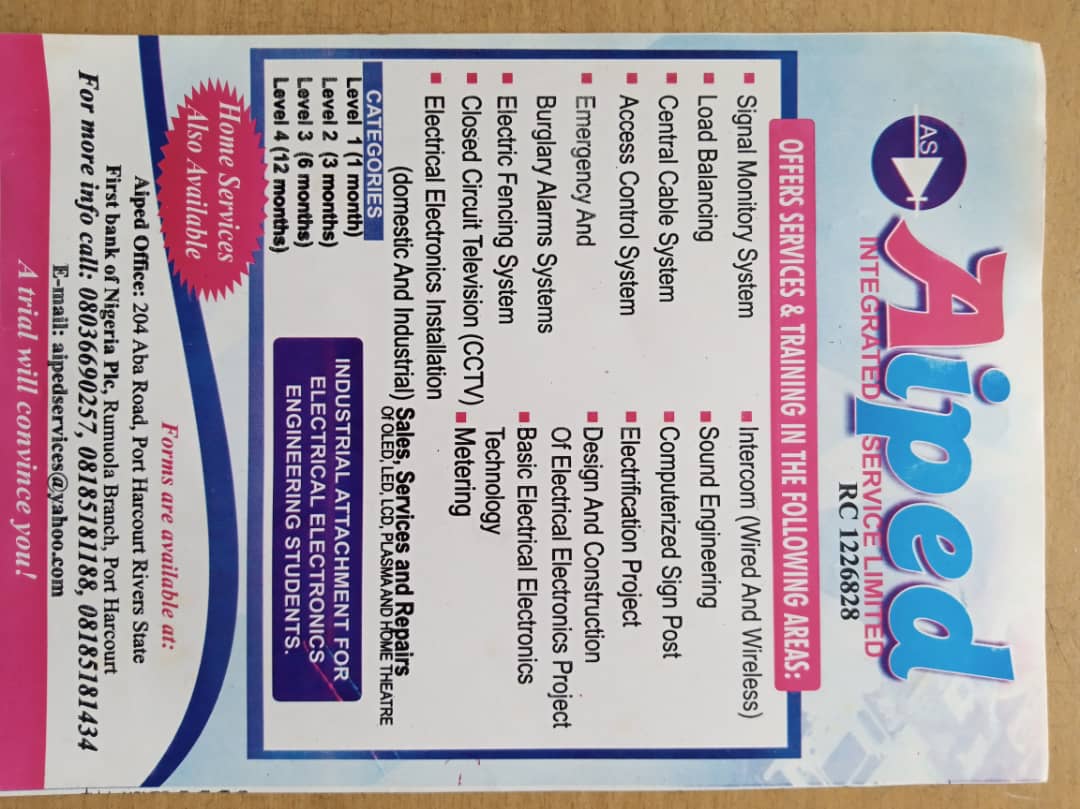 AS
Aiped
INTEGRATED SERVICE LIMITED
RC 1226828
OFFERS SERVICES & TRAINING IN THE FOLLOWING AREAS:
Signal Monitory System
Load Balancing
Central Cable System
Access Control System
Emergency And
Burglary Alarms Systems
Electric Fencing System
Closed Circuit Television (CCTV)
Electrical Electronics Installation
(domestic And Industrial)
Intercom (Wired And Wireless)
Sound Engineering
Computerized Sign Post
Electrification Project
Design And Construction
Of Electrical Electronics Project
Basic Electrical Electronics
Technology
Metering
Sales, Services and Repairs
Of OLED, LED, LCD, PLASMA AND HOME THEATRE
CATEGORIES
Level 1 (1 month)
Level 2 (3 months)
Level 3 (6 months)
Level 4 (12 months)
INDUSTRIAL ATTACHMENT FOR
ELECTRICAL ELECTRONICS
ENGINEERING STUDENTS.
Home Services
Also Available
Forms are available at:
Aiped Office: 204 Aba Road, Port Harcourt Rivers State
First bank of Nigeria Plc, Rumuola Branch, Port Harcourt
For more info call: 08036690257, 08185181188, 08185181434
E-mail: aipedservices@yahoo.com
A trial will convince you!